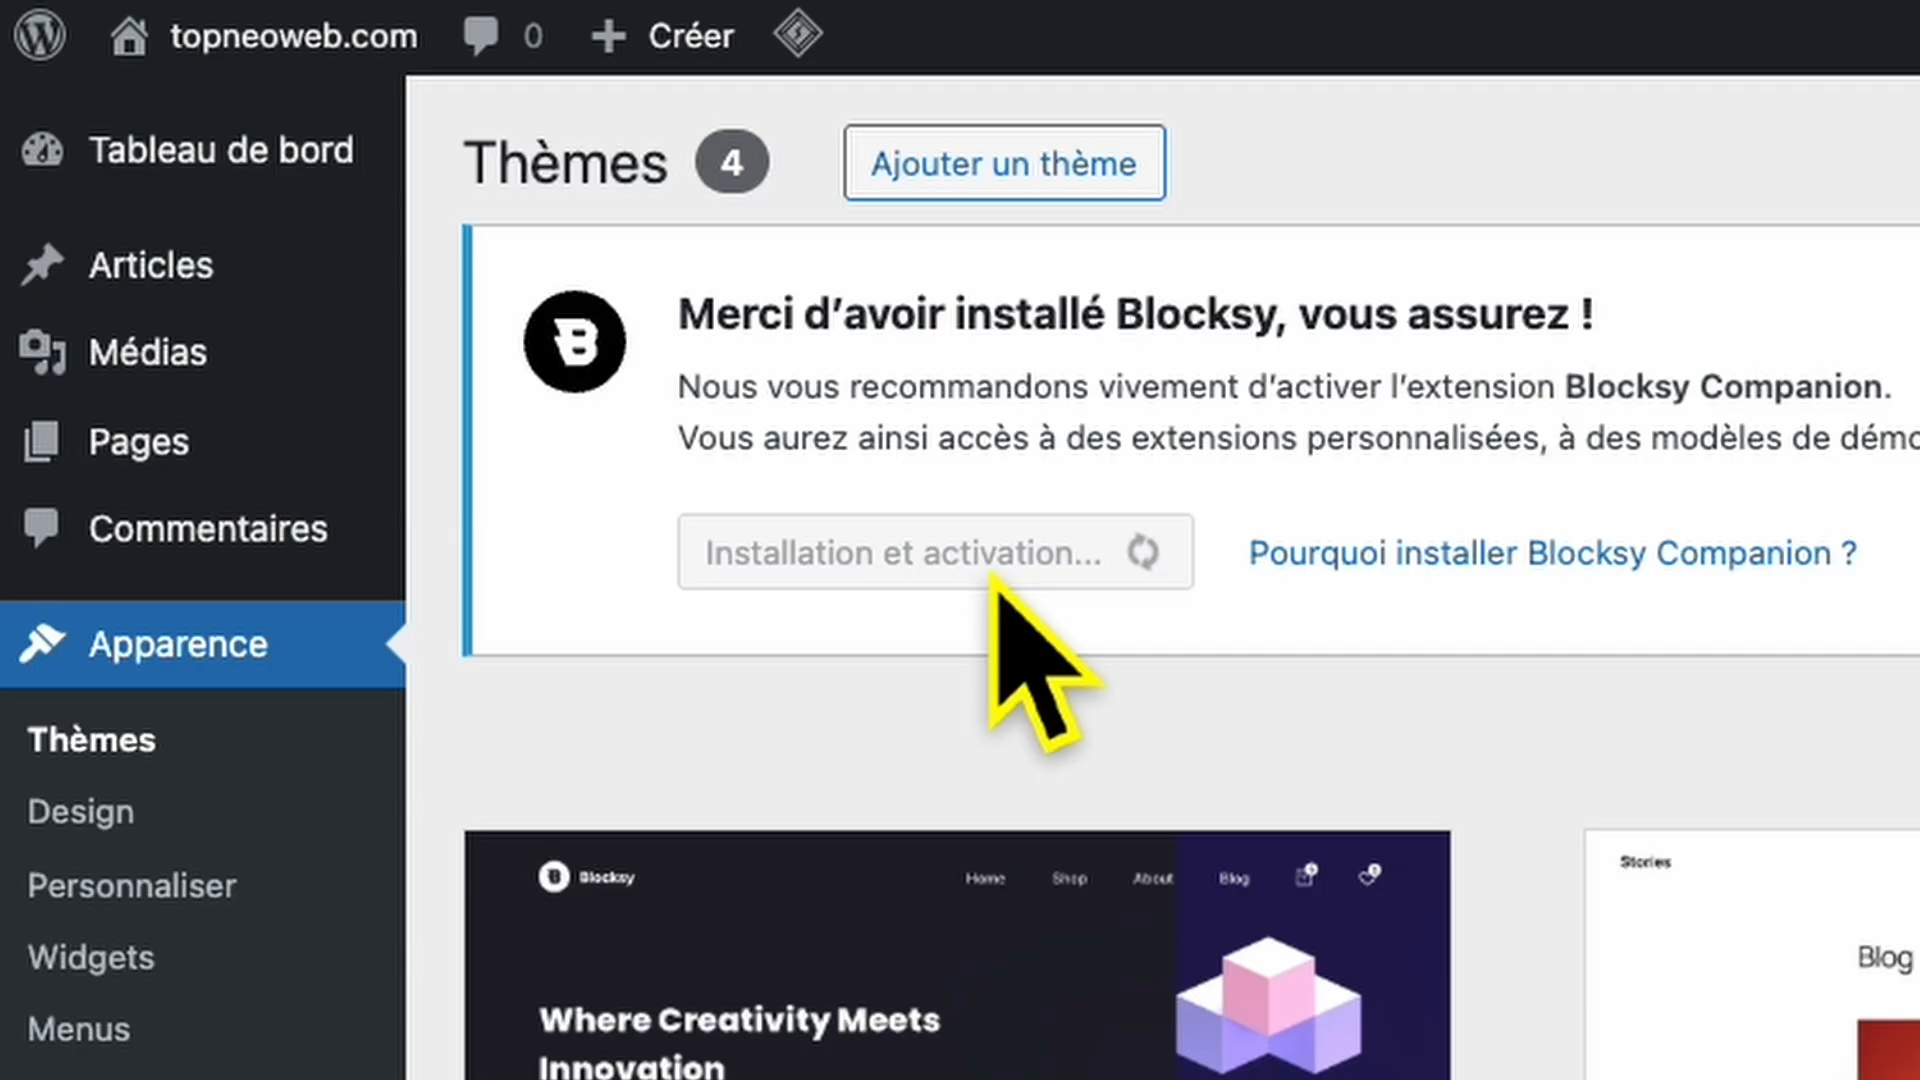 topneoweb.com
0
Créer
Tableau de bord
Articles
Médias
Pages
Commentaires
Apparence
Thèmes
Design
Personnaliser
Widgets
Menus
Thèmes 4
Ajouter un thème
Merci d’avoir installé Blocksy, vous assurez !
Nous vous recommandons vivement d’activer l’extension Blocksy Companion.
Vous aurez ainsi accès à des extensions personnalisées, à des modèles de démo
Installation et activation...
Pourquoi installer Blocksy Companion ?
Blocksy
Home
Shop
About
Blog
Where Creativity Meets
Innovation
Stories
Blog